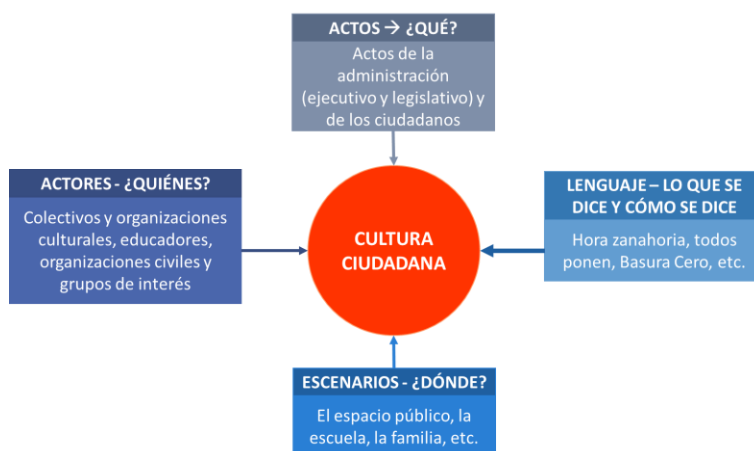 ACTOS → ¿QUÉ?
Actos de la
administración
(ejecutivo y legislativo) y
de los ciudadanos
ACTORES - ¿QUIÉNES?
Colectivos y organizaciones
culturales, educadores,
organizaciones civiles y
grupos de interés
CULTURA
CIUDADANA
LENGUAJE – LO QUE SE
DICE Y CÓMO SE DICE
Hora zanahoria, todos
ponen, Basura Cero, etc.
ESCENARIOS - ¿DÓNDE?
El espacio público, la
escuela, la familia, etc.